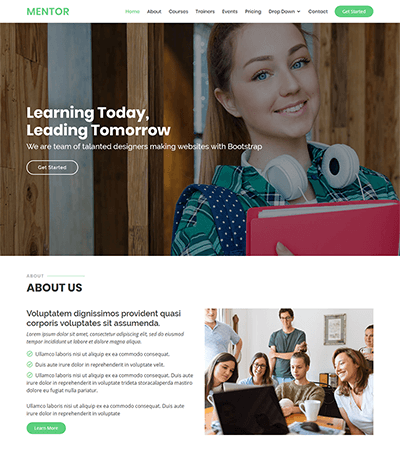 MENTOR
Home About Courses Trainers Events Pricing Drop Down Contact Get Started
Learning Today,
Leading Tomorrow
We are team of talanted designers making websites with Bootstrap
Get Started
ABOUT
ABOUT US
Voluptatem dignissimos provident quasi
corporis voluptates sit assumenda.
Lorem ipsum dolor sit amet, consectetur adipiscing elit, sed do eiusmod
tempor incididunt ut labore et dolore magna aliqua.
Ullamco laboris nisi ut aliquip ex ea commodo consequat.
Duis aute irure dolor in reprehenderit in voluptate velit.
Ullamco laboris nisi ut aliquip ex ea commodo consequat. Duis aute
irure dolor in reprehenderit in voluptate trideta storacalaperda mastiro
dolore eu fugiat nulla pariatur.
Ullamco laboris nisi ut aliquip ex ea commodo consequat. Duis aute irure
dolor in reprehenderit in voluptate
Learn More